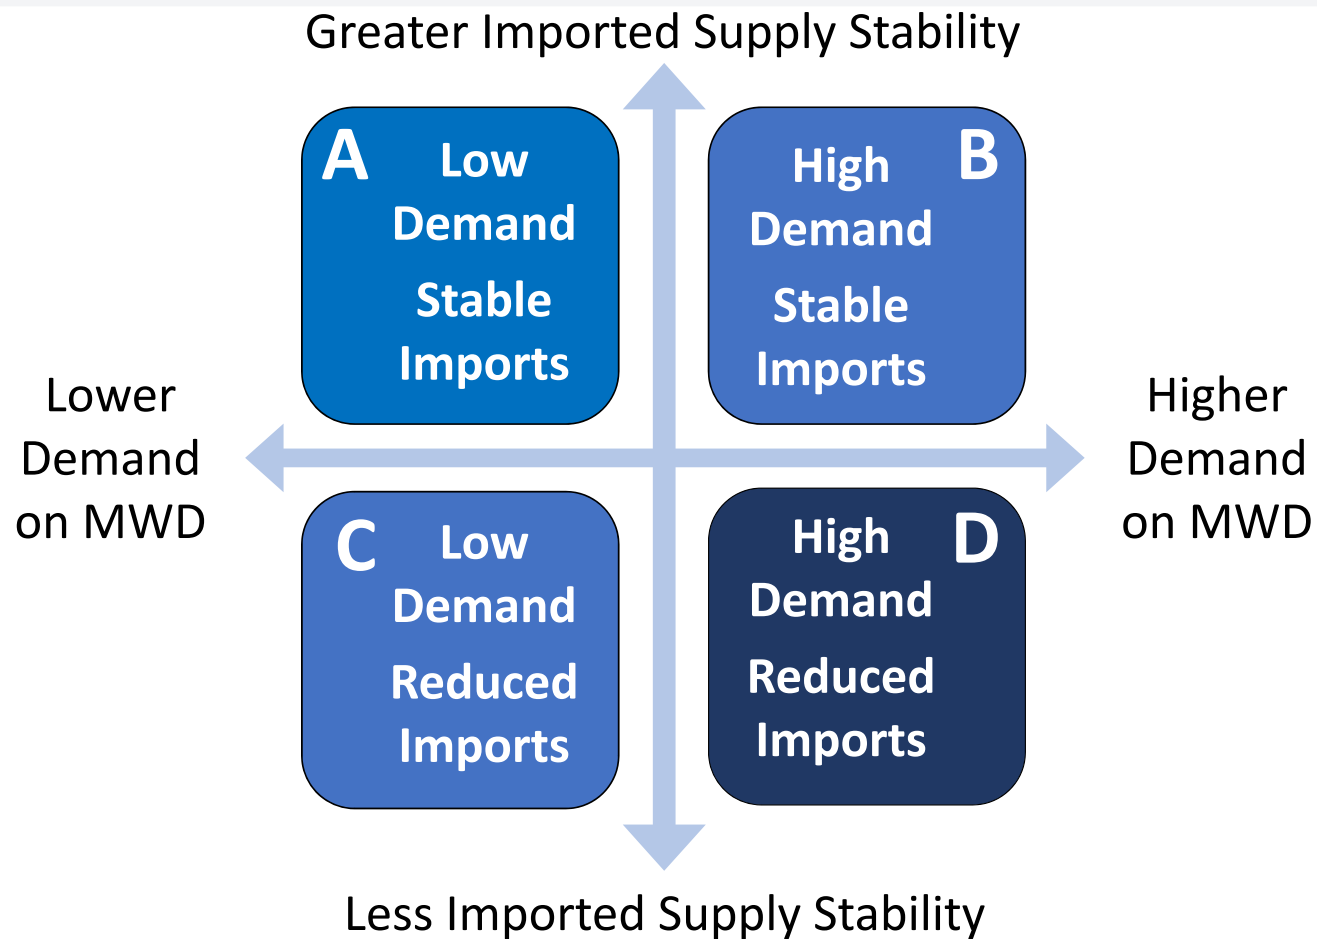 Greater Imported Supply Stability
A
Low
Demand
Stable
Imports
B
High
Demand
Stable
Imports
Lower
Demand
on MWD
Higher
Demand
on MWD
C
Low
Demand
Reduced
Imports
D
High
Demand
Reduced
Imports
Less Imported Supply Stability